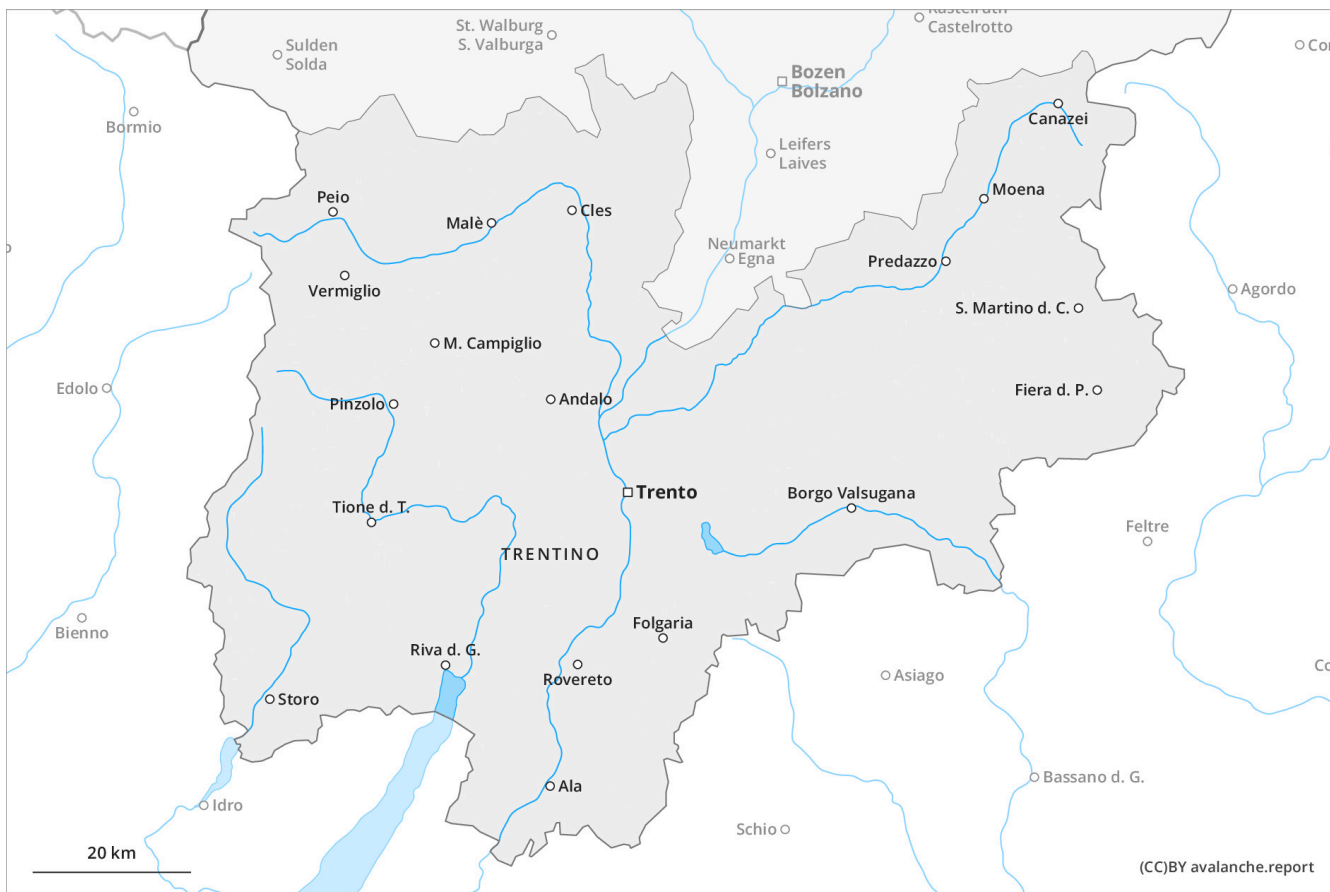 St. Walburg
S. Valburga
Castelrotto
Sulden
Solda
Bozen
Bolzano
Bormio
Canazei
Leifers
Laives
Peio
Malè
Cles
Moena
Neumarkt
Egna
Predazzo
Vermiglio
Agordo
S. Martino d. C.
M. Campiglio
Edolo
Pinzolo
Andalo
Fiera d. P.
Trento
Borgo Valsugana
Tione d. T.
Feltre
TRENTINO
Bienno
Folgaria
Riva d. G.
Rovereto
Asiago
Storo
Ala
Bassano d. G.
Idro
Schio
20 km
(CC)BY avalanche.report